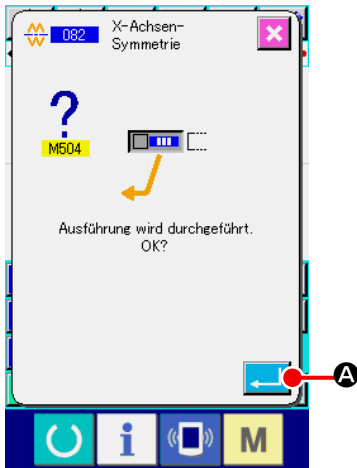 082
X-Achsen-
Symmetrie
?
M504
Ausführung wird durchgeführt.
OK?
A
i
M